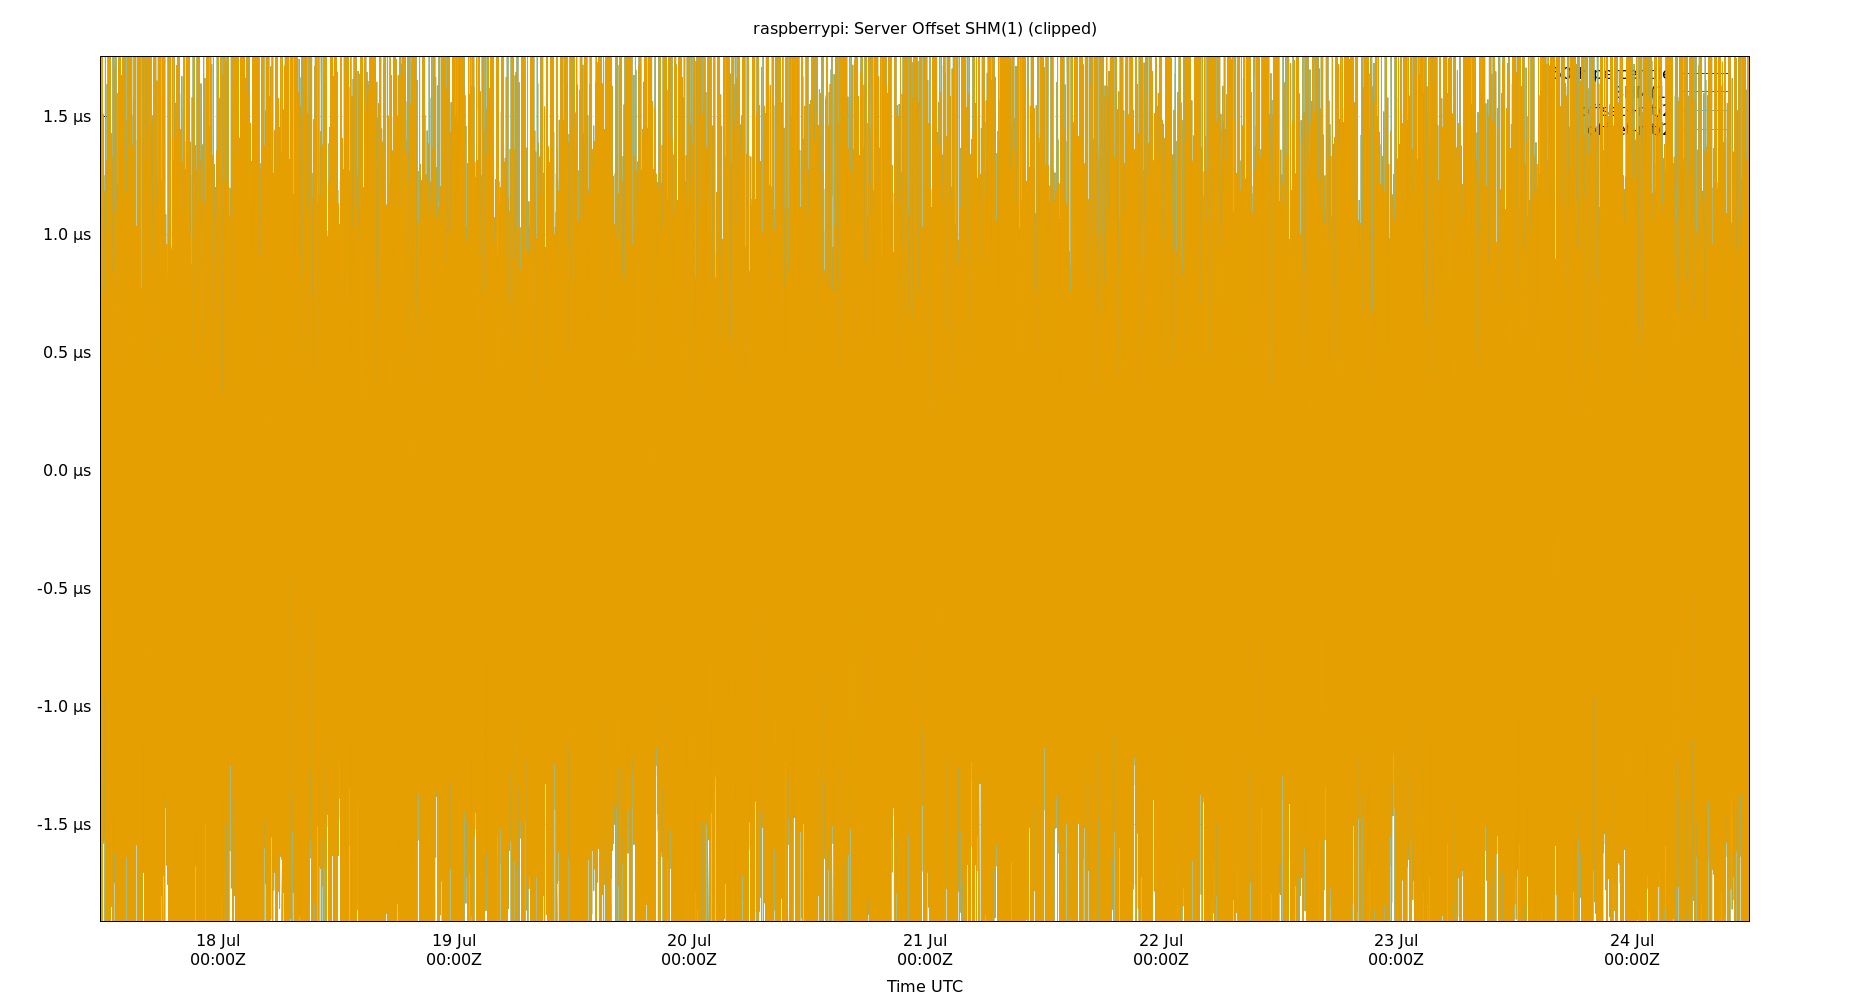 raspberrypi: Server Offset SHM(1) (clipped)
1.5 µs
1.0 µs
0.5 µs
0.0 µs
-0.5 µs
-1.0 µs
-1.5 µs
18 Jul 19 Jul 20 Jul 21 Jul 22 Jul 23 Jul 24 Jul
00:00Z 00:00Z 00:00Z 00:00Z 00:00Z 00:00Z 00:00Z
Time UTC